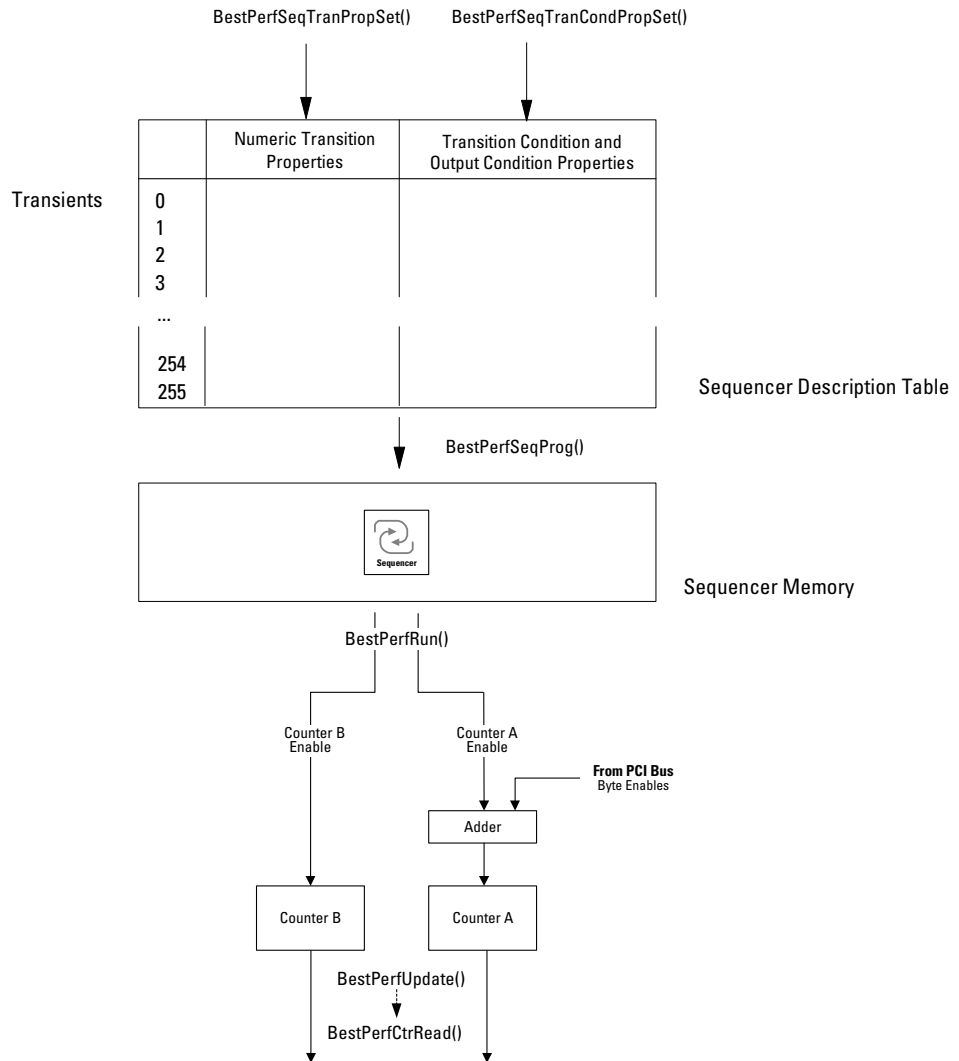 BestPerfSeqTranPropSet()
BestPerfSeqTranCondPropSet()
Numeric Transition
Properties
Transition Condition and
Output Condition Properties
Transients
0
1
2
3
...
254
255
Sequencer Description Table
BestPerfSeqProg()
Sequencer
Sequencer Memory
BestPerfRun()
Counter B
Enable
Counter A
Enable
From PCI Bus
Byte Enables
Adder
Counter B
Counter A
BestPerfUpdate()
BestPerfCtrRead()